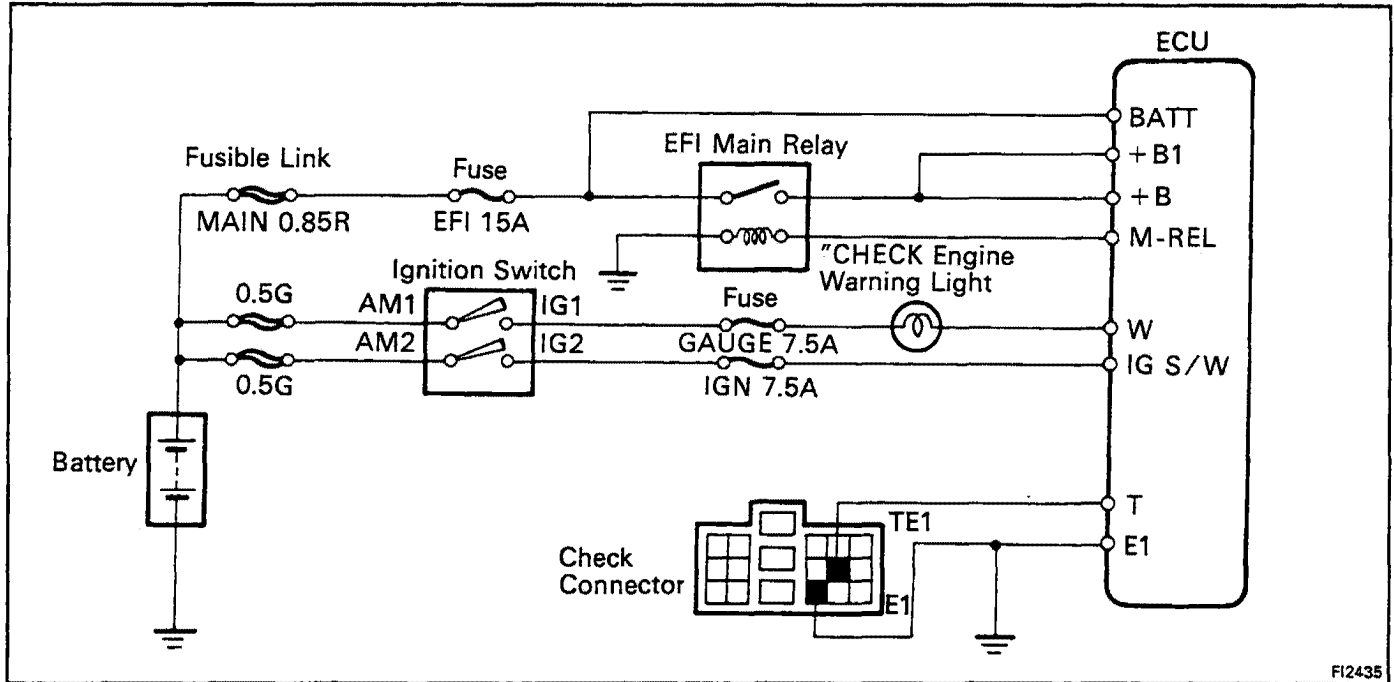 ECU
BATT
EFI Main Relay
+B1
Fusible Link
Fuse
+B
MAIN 0.85R
EFI 15A
M-REL
"CHECK Engine
Warning Light
Ignition Switch
0.5G
AM1
IG1
Fuse
W
AM2
IG2
GAUGE 7.5A
IG S/W
0.5G
IGN 7.5A
Battery
T
TE1
E1
Check
Connector
E1
FI2435